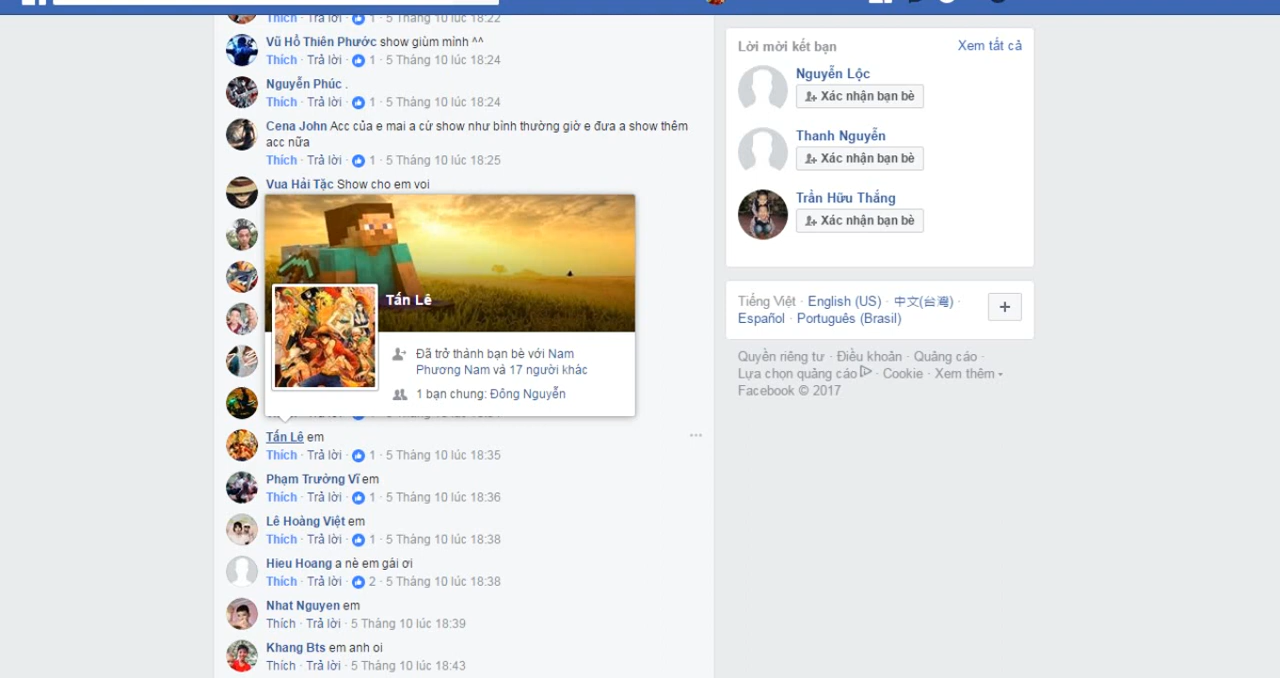 Thích · Trả lời · 1 · 5 Tháng 10 lúc 18:22
Vũ Hồ Thiên Phước show giùm mình ^^
Thích · Trả lời · 1 · 5 Tháng 10 lúc 18:24
Nguyễn Phúc .
Thích · Trả lời · 1 · 5 Tháng 10 lúc 18:24
Cena John Acc của e mai a cứ show như bình thường giờ e đưa a show thêm
acc nữa
Thích · Trả lời · 1 · 5 Tháng 10 lúc 18:25
Vua Hải Tặc Show cho em voi
Tấn Lê
Đã trở thành bạn bè với Nam
Phương Nam và 17 người khác
1 bạn chung: Đông Nguyễn
Tấn Lê em
Thích · Trả lời · 1 · 5 Tháng 10 lúc 18:35
Phạm Trường Vĩ em
Thích · Trả lời · 1 · 5 Tháng 10 lúc 18:36
Lê Hoàng Việt em
Thích · Trả lời · 1 · 5 Tháng 10 lúc 18:38
Hieu Hoang a nè em gái ơi
Thích · Trả lời · 2 · 5 Tháng 10 lúc 18:38
Nhat Nguyen em
Thích · Trả lời · 5 Tháng 10 lúc 18:39
Khang Bts em anh oi
Thích · Trả lời · 5 Tháng 10 lúc 18:43
Lời mời kết bạn Xem tất cả
Nguyễn Lộc
Xác nhận bạn bè
Thanh Nguyễn
Xác nhận bạn bè
Trần Hữu Thắng
Xác nhận bạn bè
Tiếng Việt · English (US) · 中文(台灣) ·
Español · Português (Brasil)
Quyền riêng tư · Điều khoản · Quảng cáo ·
Lựa chọn quảng cáo · Cookie · Xem thêm
Facebook © 2017